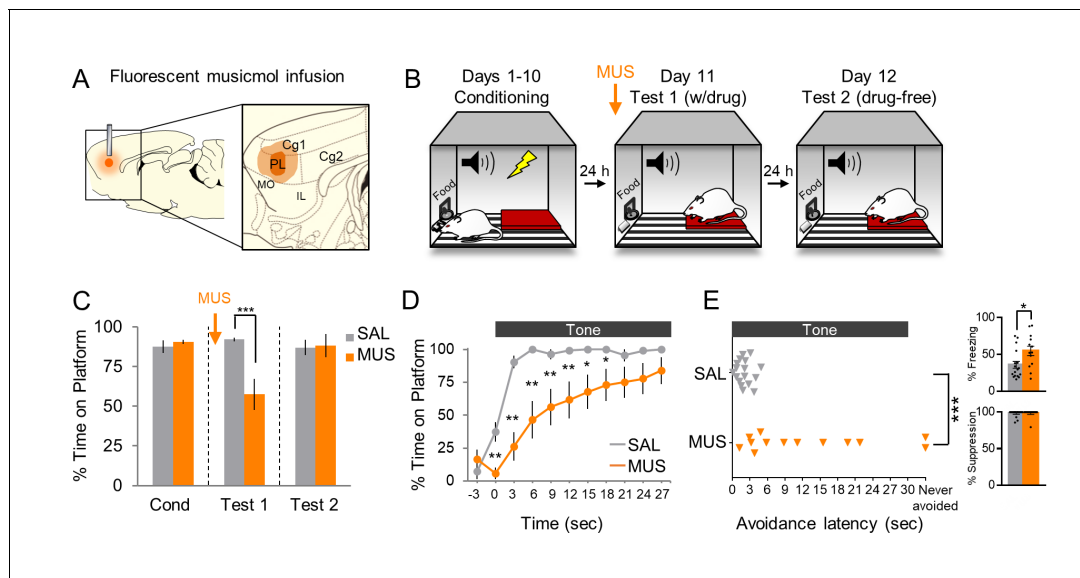 A
Fluorescent musicmol infusion
Cg1
Cg2
PL
MO
IL
B
MUS
Days 1-10
Conditioning
Day 11
Test 1 (w/drug)
Day 12
Test 2 (drug-free)
Food
24 h
Food
24 h
Food
C
MUS
***
SAL
MUS
% Time on Platform
100
75
50
25
0
Cond
Test 1
Test 2
D
Tone
% Time on Platform
100
75
50
25
0
**
**
**
**
**
*
*
SAL
MUS
-3
0
3
6
9
12
15
18
21
24
27
Time (sec)
E
Tone
SAL
MUS
***
0
3
6
9
12
15
18
21
24
27
30
Never
avoided
Avoidance latency (sec)
*
% Freezing
100
50
0
% Suppression
100
50
0